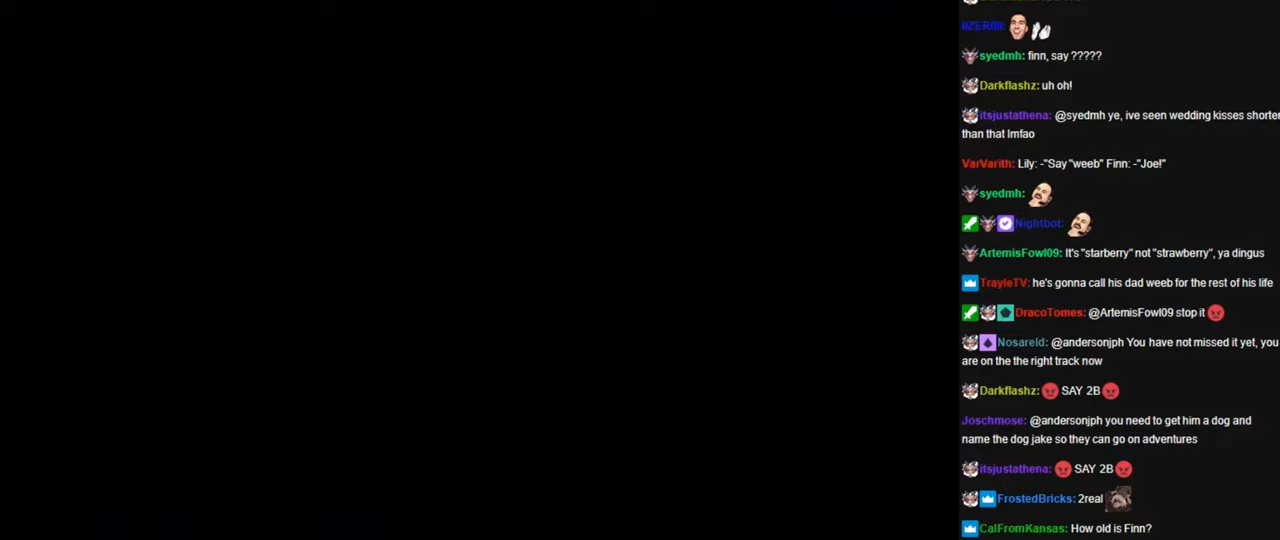 syedmh: finn, say ?????
Darkflashz: uh oh!
itsjustathena: @syedmh ye, ive seen wedding kisses shorter
than that lmfao
VarVarith: Lily: -"Say "weeb" Finn: -"Joe!"
syedmh:
Nightbot:
ArtemisFowl09: It's "starberry" not "strawberry", ya dingus
TrayleTV: he's gonna call his dad weeb for the rest of his life
DracoTomes: @ArtemisFowl09 stop it
Nosareld: @andersonjph You have not missed it yet, you
are on the the right track now
Darkflashz: SAY 2B
Joschmose: @andersonjph you need to get him a dog and
name the dog jake so they can go on adventures
itsjustathena: SAY 2B
FrostedBricks: 2real
CalFromKansas: How old is Finn?